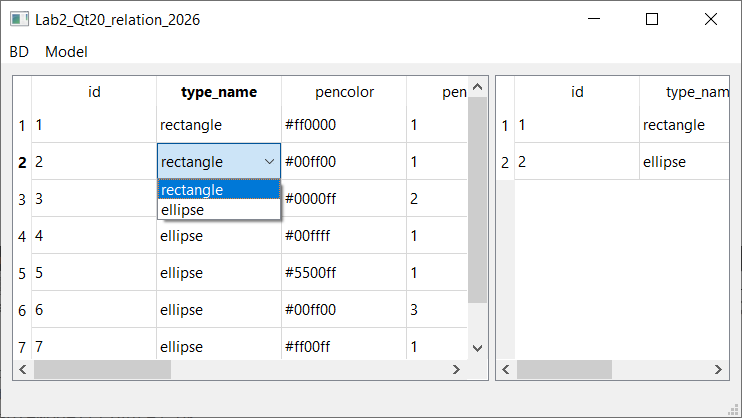 Lab2_Qt20_relation_2026
BD Model
id type_name pencolor pen id type_nam
1 1 rectangle #ff0000 1 1 1 rectangle
2 2 rectangle #00ff00 1 2 2 ellipse
rectangle
3 3 #0000ff 2
ellipse
4 4 ellipse #00ffff 1
5 5 ellipse #5500ff 1
6 6 ellipse #00ff00 3
7 7 ellipse #ff00ff 1